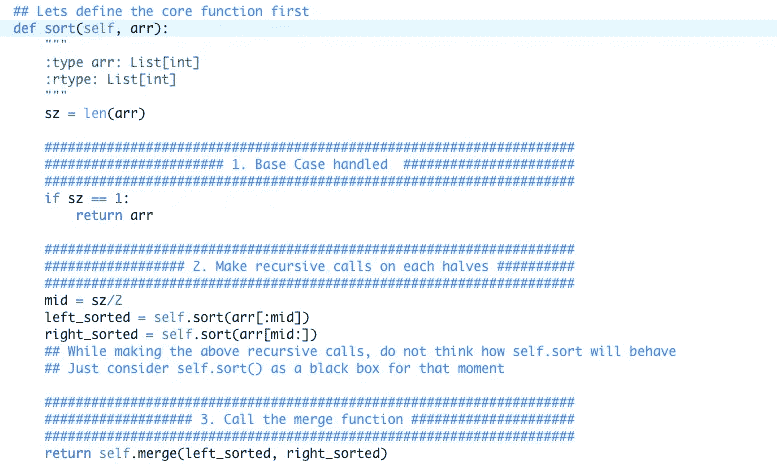 ## Lets define the core function first
def sort(self, arr):
"""
:type arr: List[int]
:rtype: List[int]
"""
sz = len(arr)
####################################################################
####################### 1. Base Case handled  ######################
####################################################################
if sz == 1:
return arr
####################################################################
################## 2. Make recursive calls on each halves ##########
####################################################################
mid = sz/2
left_sorted = self.sort(arr[:mid])
right_sorted = self.sort(arr[mid:])
## While making the above recursive calls, do not think how self.sort will behave
## Just consider self.sort() as a black box for that moment
####################################################################
################### 3. Call the merge function #####################
####################################################################
return self.merge(left_sorted, right_sorted)